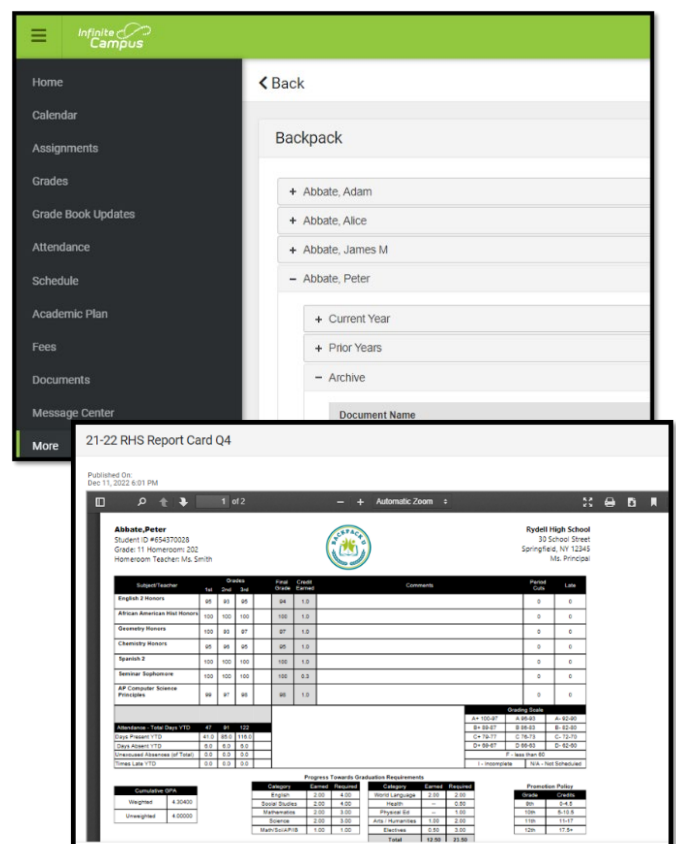 Infinite
Campus
Home
Calendar
Assignments
Grades
Grade Book Updates
Attendance
Schedule
Academic Plan
Fees
Documents
Message Center
More
Back
Backpack
+ Abbate, Adam
+ Abbate, Alice
+ Abbate, James M
− Abbate, Peter
+ Current Year
+ Prior Years
− Archive
Document Name
21-22 RHS Report Card Q4
Published On:
Dec 11, 2022 6:01 PM
1 of 2 − + Automatic Zoom
Abbate,Peter
Student ID #654370028
Grade: 11 Homeroom: 202
Homeroom Teacher: Ms. Smith
BACKPACK
Rydell High School
30 School Street
Springfield, NY 12345
Ms. Principal
Subject/Teacher Grades 1st 2nd 3rd Final Grade Credit Earned Comments Period Cuts Late
English 2 Honors 95 93 95 94 1.0 0 0
African American Hist Honors 100 100 100 100 1.0 0 0
Geometry Honors 100 93 97 97 1.0 0 0
Chemistry Honors 95 96 95 95 1.0 0 0
Spanish 2 100 100 100 100 1.0 0 0
Seminar Sophomore 100 100 100 100 0.3 0 0
AP Computer Science Principles 99 97 98 98 1.0 0 0
Attendance - Total Days YTD 47 91 122
Days Present YTD 41.0 85.0 116.0
Days Absent YTD 6.0 6.0 6.0
Unexcused Absences (of Total) 0.0 0.0 0.0
Times Late YTD 0.0 0.0 0.0
Grading Scale
A+ 100-97 A 96-93 A- 92-90
B+ 89-87 B 86-83 B- 82-80
C+ 79-77 C 76-73 C- 72-70
D+ 69-67 D 66-63 D- 62-60
F - less than 60
I - Incomplete N/A - Not Scheduled
Cumulative GPA
Weighted 4.30400
Unweighted 4.00000
Progress Towards Graduation Requirements
Category Earned Required Category Earned Required
English 2.00 4.00 World Language 2.00 2.00
Social Studies 2.00 4.00 Health -- 0.50
Mathematics 2.00 3.00 Physical Ed -- 1.00
Science 2.00 3.00 Arts / Humanities 1.00 2.00
Math/Sci/AP/IB 1.00 1.00 Electives 0.50 3.00
Total 12.50 23.50
Promotion Policy
Grade Credits
9th 0-4.5
10th 5-10.5
11th 11-17
12th 17.5+